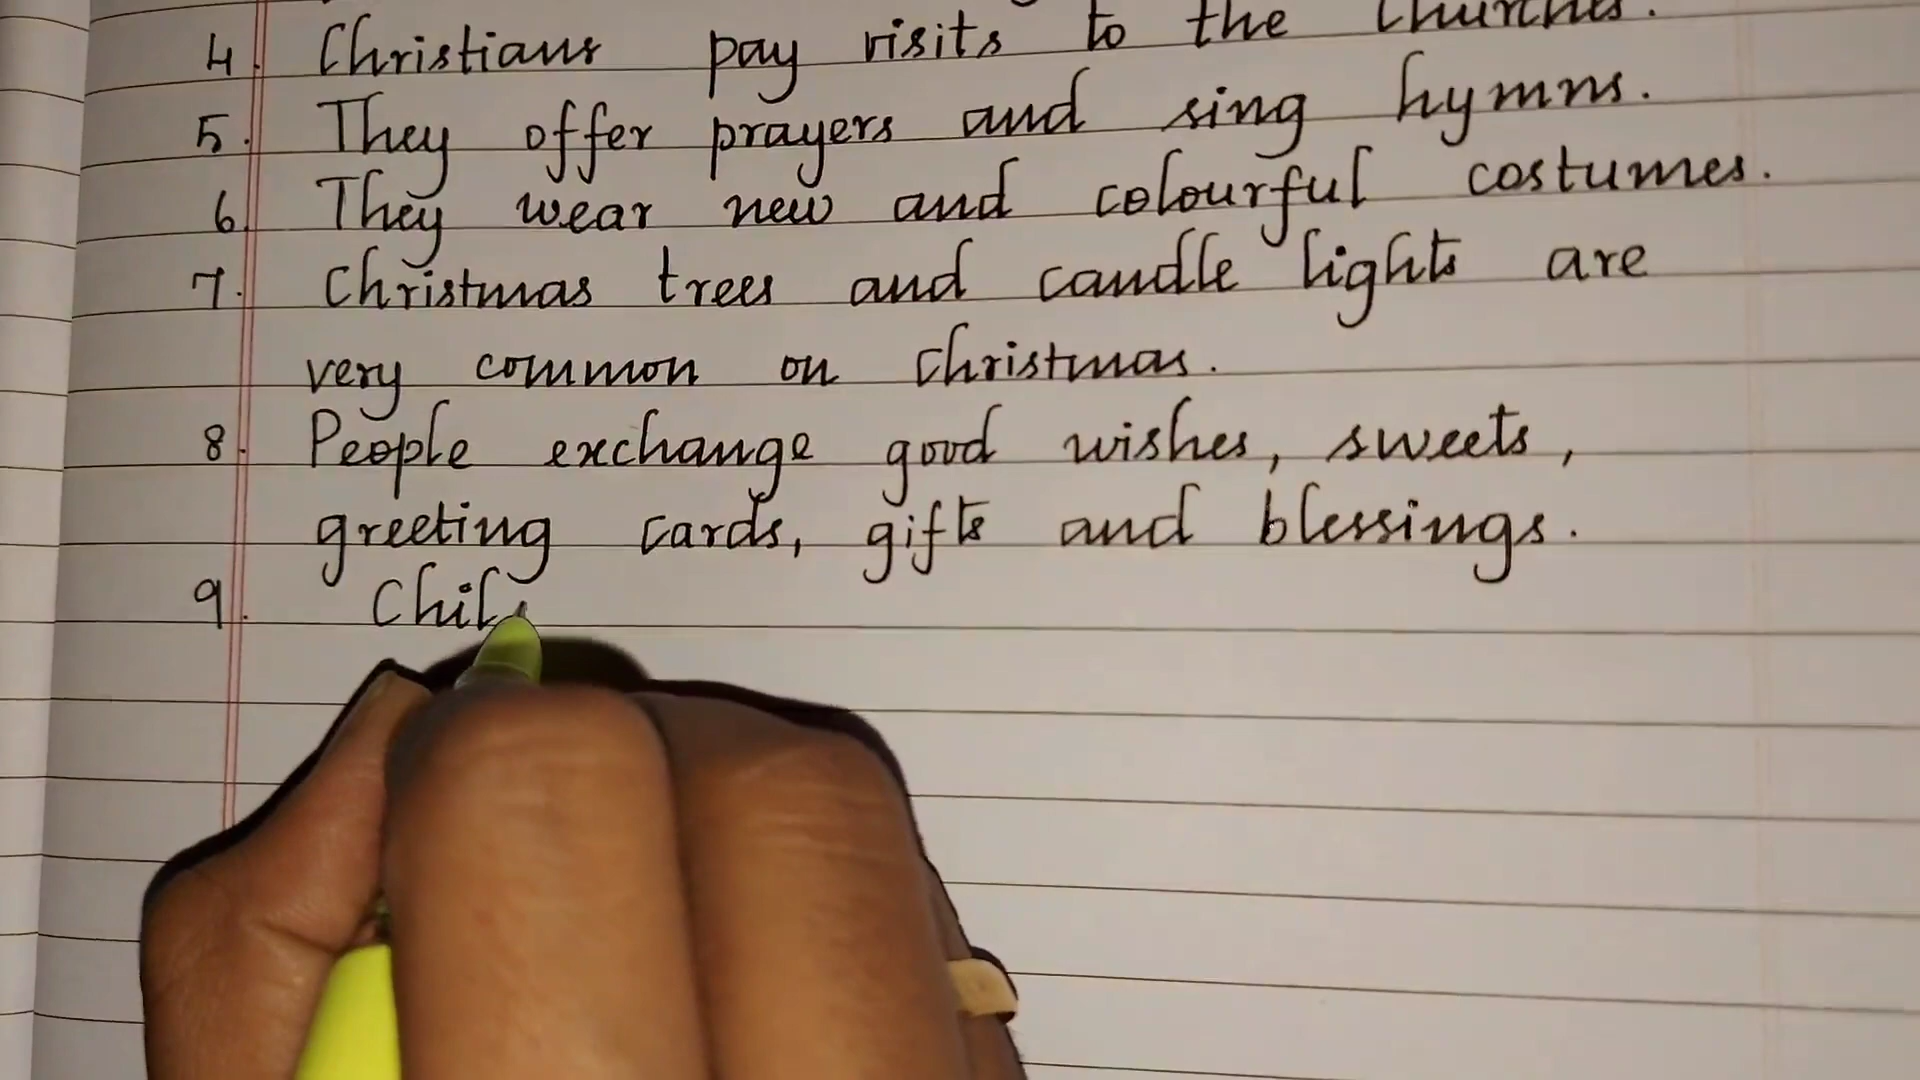 4. Christians pay visits to the churches.
5. They offer prayers and sing hymns.
6. They wear new and colourful costumes.
7. Christmas trees and candle lights are
very common on Christmas.
8. People exchange good wishes, sweets,
greeting cards, gifts and blessings.
9. Chil